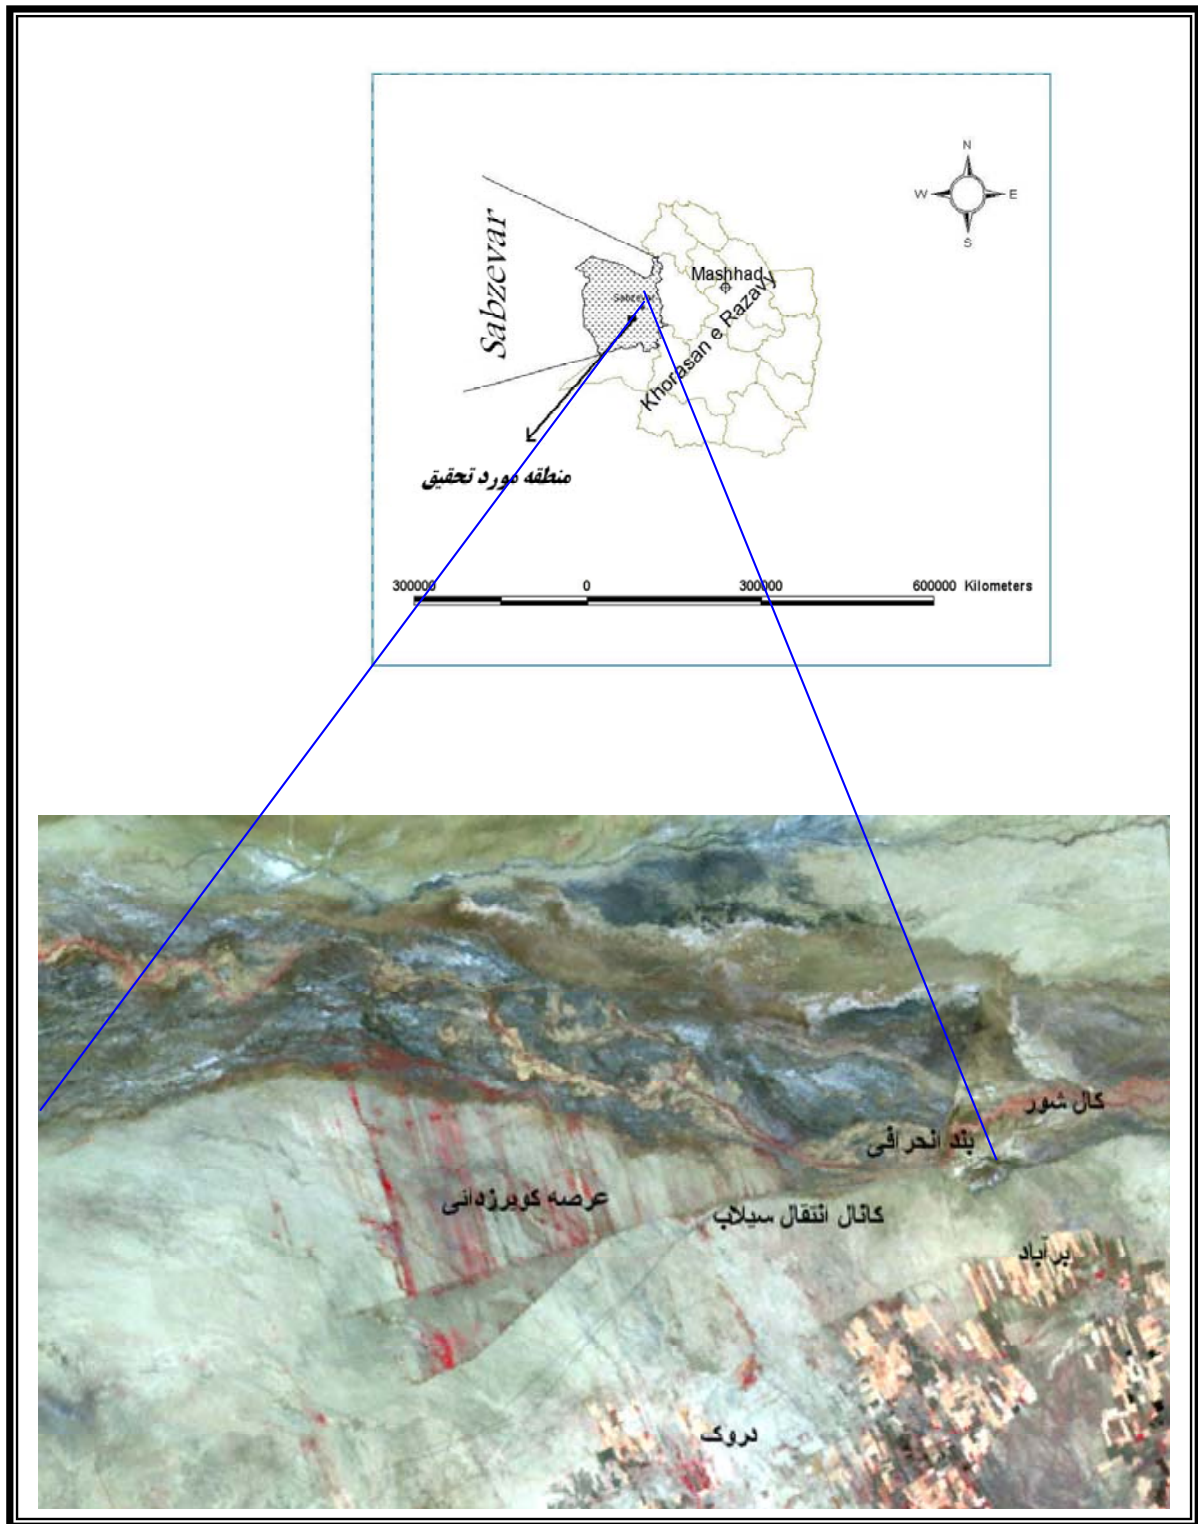 N
W E
S
Sabzevar
Mashhad
Sabzevar
Khorasan e Razavy
منطقه مورد تحقیق
300000 0 300000 600000 Kilometers
کال شور
بند انحرافی
عرصه کویرزدائی
کانال انتقال سیلاب
برآباد
دروک